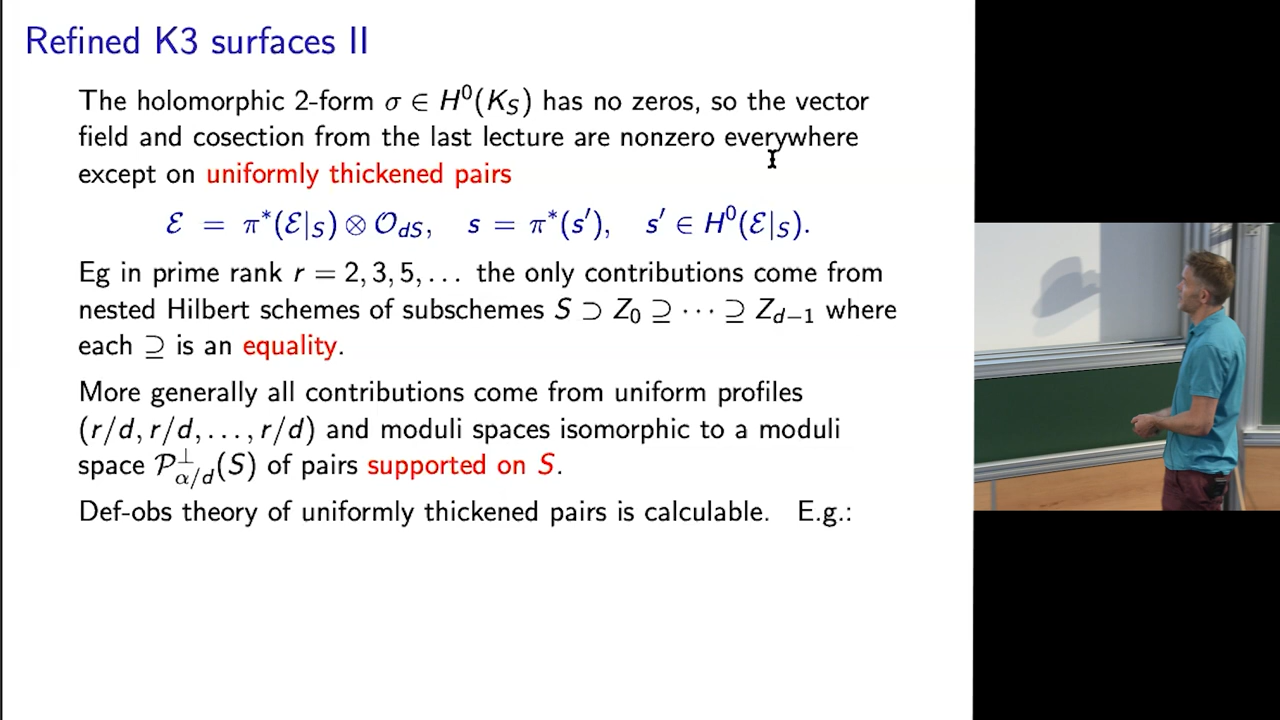 Refined K3 surfaces II
The holomorphic 2-form σ ∈ H⁰(K_S) has no zeros, so the vector
field and cosection from the last lecture are nonzero everywhere
except on uniformly thickened pairs
ℰ = π*(ℰ|_S) ⊗ 𝒪_{dS}, s = π*(s′), s′ ∈ H⁰(ℰ|_S).
Eg in prime rank r = 2, 3, 5, . . . the only contributions come from
nested Hilbert schemes of subschemes S ⊃ Z₀ ⊇ · · · ⊇ Z_{d−1} where
each ⊇ is an equality.
More generally all contributions come from uniform profiles
(r/d, r/d, . . . , r/d) and moduli spaces isomorphic to a moduli
space 𝒫^⊥_{α/d}(S) of pairs supported on S.
Def-obs theory of uniformly thickened pairs is calculable. E.g.: